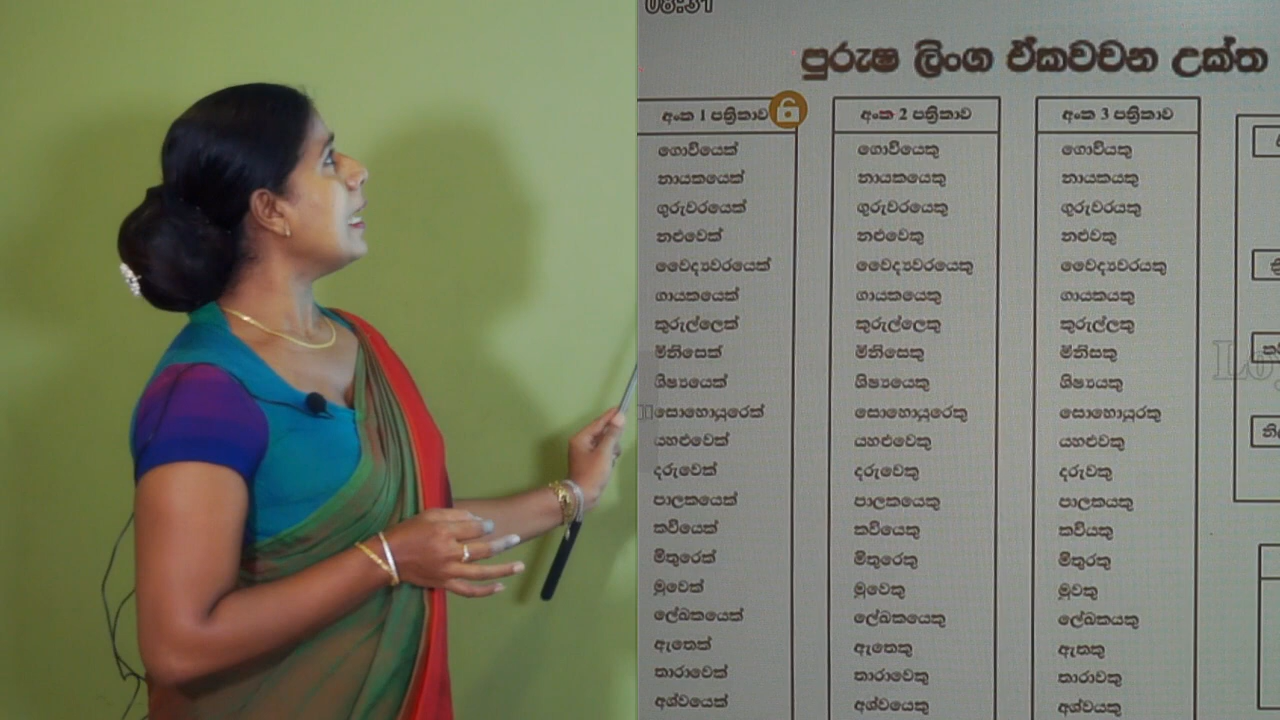 08:31
පුරුෂ ලිංග ඒකවචන උක්ත
අංක 1 පත්‍රිකාව
ගොවියෙක්
නායකයෙක්
ගුරුවරයෙක්
නළුවෙක්
වෛද්‍යවරයෙක්
ගායකයෙක්
කුරුල්ලෙක්
මිනිසෙක්
ශිෂ්‍යයෙක්
සොහොයුරෙක්
යහළුවෙක්
දරුවෙක්
පාලකයෙක්
කවියෙක්
මිතුරෙක්
මුවෙක්
ලේඛකයෙක්
ඇතෙක්
තාරාවෙක්
අශ්වයෙක්
අංක 2 පත්‍රිකාව
ගොවියෙකු
නායකයෙකු
ගුරුවරයෙකු
නළුවෙකු
වෛද්‍යවරයෙකු
ගායකයෙකු
කුරුල්ලෙකු
මිනිසෙකු
ශිෂ්‍යයෙකු
සොහොයුරෙකු
යහළුවෙකු
දරුවෙකු
පාලකයෙකු
කවියෙකු
මිතුරෙකු
මුවෙකු
ලේඛකයෙකු
ඇතෙකු
තාරාවෙකු
අශ්වයෙකු
අංක 3 පත්‍රිකාව
ගොවියකු
නායකයකු
ගුරුවරයකු
නළුවකු
වෛද්‍යවරයකු
ගායකයකු
කුරුල්ලකු
මිනිසකු
ශිෂ්‍යයකු
සොහොයුරකු
යහළුවකු
දරුවකු
පාලකයකු
කවියකු
මිතුරකු
මුවකු
ලේඛකයකු
ඇතකු
තාරාවකු
අශ්වයකු